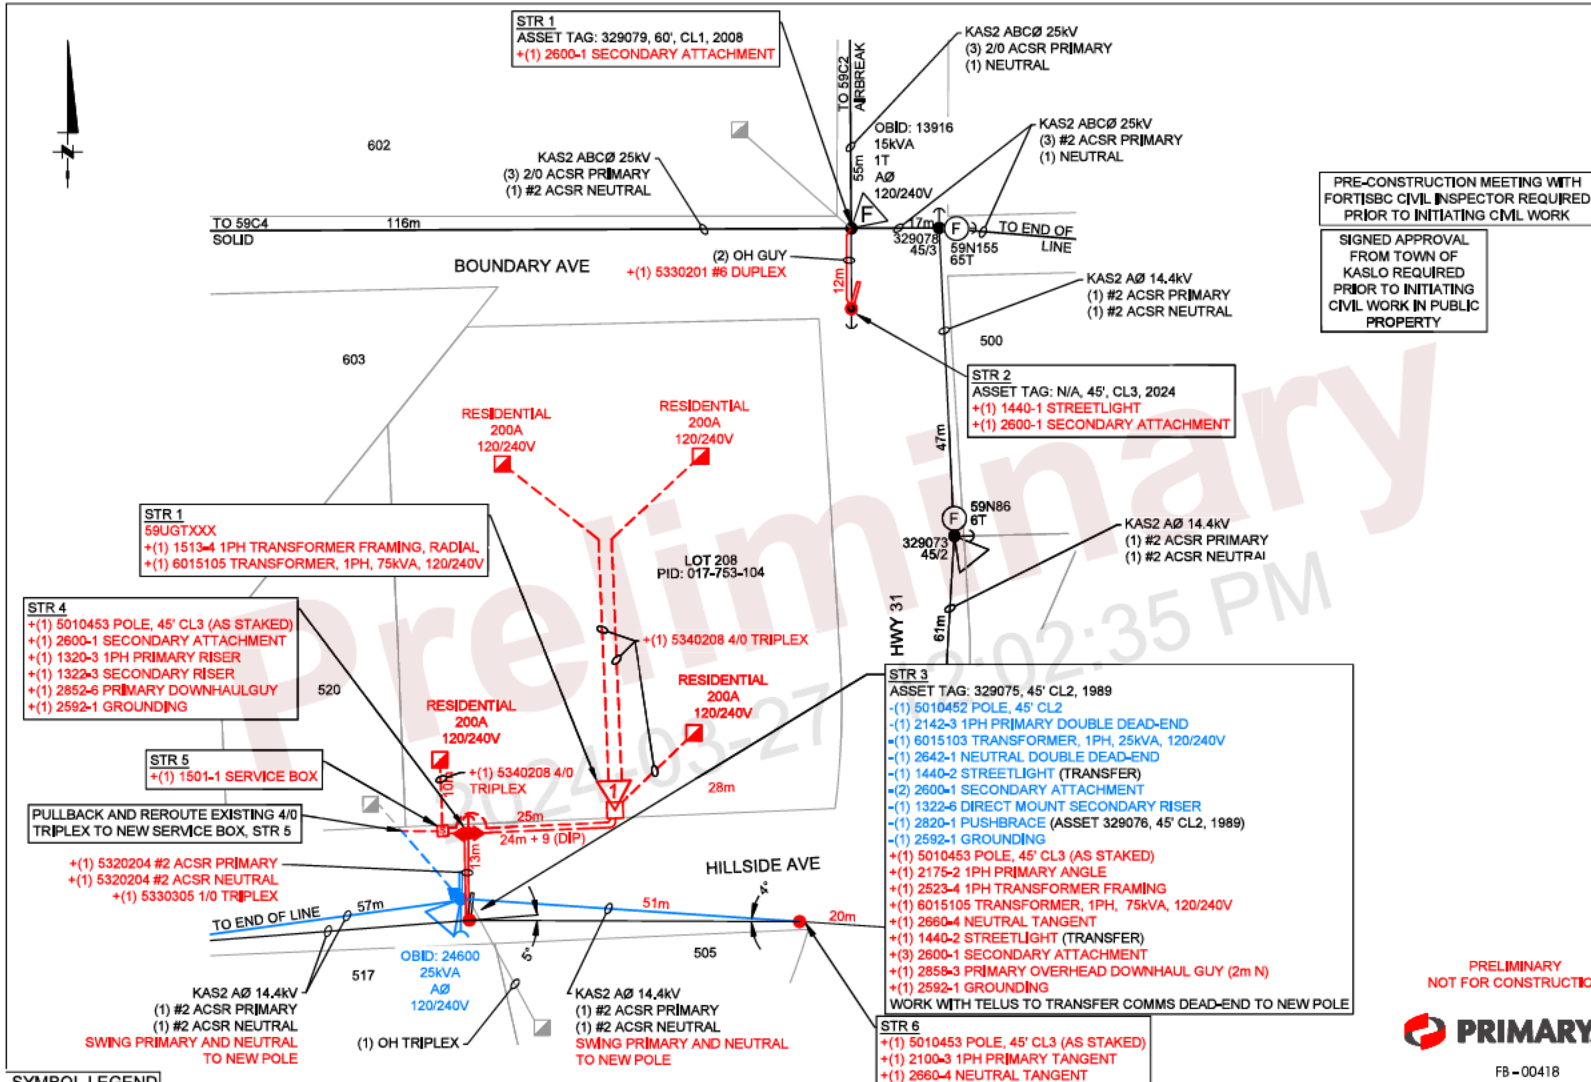 STR 1
ASSET TAG: 329079, 60', CL1, 2008
+(1) 2600-1 SECONDARY ATTACHMENT
TO 59C2
AIRBREAK
KAS2 ABCØ 25kV
(3) 2/0 ACSR PRIMARY
(1) NEUTRAL
N
602
KAS2 ABCØ 25kV
(3) 2/0 ACSR PRIMARY
(1) #2 ACSR NEUTRAL
OBID: 13916
15kVA
1T
AØ
120/240V
55m
KAS2 ABCØ 25kV
(3) #2 ACSR PRIMARY
(1) NEUTRAL
PRE-CONSTRUCTION MEETING WITH
FORTISBC CIVIL INSPECTOR REQUIRED
PRIOR TO INITIATING CIVIL WORK
SIGNED APPROVAL
FROM TOWN OF
KASLO REQUIRED
PRIOR TO INITIATING
CIVIL WORK IN PUBLIC
PROPERTY
TO 59C4
SOLID
116m
F
17m
329078
45/3
F
59N155
65T
TO END OF
LINE
BOUNDARY AVE
(2) OH GUY
+(1) 5330201 #6 DUPLEX
12m
KAS2 AØ 14.4kV
(1) #2 ACSR PRIMARY
(1) #2 ACSR NEUTRAL
500
603
STR 2
ASSET TAG: N/A, 45', CL3, 2024
+(1) 1440-1 STREETLIGHT
+(1) 2600-1 SECONDARY ATTACHMENT
RESIDENTIAL
200A
120/240V
RESIDENTIAL
200A
120/240V
47m
STR 1
59UGTXXX
+(1) 1513-4 1PH TRANSFORMER FRAMING, RADIAL
+(1) 6015105 TRANSFORMER, 1PH, 75kVA, 120/240V
F
59N86
6T
329073
45/2
KAS2 AØ 14.4kV
(1) #2 ACSR PRIMARY
(1) #2 ACSR NEUTRAL
LOT 208
PID: 017-753-104
HWY 31
61m
STR 4
+(1) 5010453 POLE, 45' CL3 (AS STAKED)
+(1) 2600-1 SECONDARY ATTACHMENT
+(1) 1320-3 1PH PRIMARY RISER
+(1) 1322-3 SECONDARY RISER
+(1) 2852-6 PRIMARY DOWNHAULGUY
+(1) 2592-1 GROUNDING
520
+(1) 5340208 4/0 TRIPLEX
RESIDENTIAL
200A
120/240V
RESIDENTIAL
200A
120/240V
STR 3
ASSET TAG: 329075, 45' CL2, 1989
-(1) 5010452 POLE, 45' CL2
-(1) 2142-3 1PH PRIMARY DOUBLE DEAD-END
-(1) 6015103 TRANSFORMER, 1PH, 25kVA, 120/240V
-(1) 2642-1 NEUTRAL DOUBLE DEAD-END
-(1) 1440-2 STREETLIGHT (TRANSFER)
-(2) 2600-1 SECONDARY ATTACHMENT
-(1) 1322-6 DIRECT MOUNT SECONDARY RISER
-(1) 2820-1 PUSHBRACE (ASSET 329076, 45' CL2, 1989)
-(1) 2592-1 GROUNDING
+(1) 5010453 POLE, 45' CL3 (AS STAKED)
+(1) 2175-2 1PH PRIMARY ANGLE
+(1) 2523-4 1PH TRANSFORMER FRAMING
+(1) 6015105 TRANSFORMER, 1PH, 75kVA, 120/240V
+(1) 2660-4 NEUTRAL TANGENT
+(1) 1440-2 STREETLIGHT (TRANSFER)
+(3) 2600-1 SECONDARY ATTACHMENT
+(1) 2858-3 PRIMARY OVERHEAD DOWNHAUL GUY (2m N)
+(1) 2592-1 GROUNDING
WORK WITH TELUS TO TRANSFER COMMS DEAD-END TO NEW POLE
STR 5
+(1) 1501-1 SERVICE BOX
10m
+(1) 5340208 4/0
TRIPLEX
1
28m
PULLBACK AND REROUTE EXISTING 4/0
TRIPLEX TO NEW SERVICE BOX, STR 5
25m
24m + 9 (DIP)
13m
+(1) 5320204 #2 ACSR PRIMARY
+(1) 5320204 #2 ACSR NEUTRAL
+(1) 5330305 1/0 TRIPLEX
HILLSIDE AVE
57m
TO END OF LINE
51m
4°
20m
5°
505
517
OBID: 24600
25kVA
AØ
120/240V
KAS2 AØ 14.4kV
(1) #2 ACSR PRIMARY
(1) #2 ACSR NEUTRAL
SWING PRIMARY AND NEUTRAL
TO NEW POLE
(1) OH TRIPLEX
KAS2 AØ 14.4kV
(1) #2 ACSR PRIMARY
(1) #2 ACSR NEUTRAL
SWING PRIMARY AND NEUTRAL
TO NEW POLE
STR 6
+(1) 5010453 POLE, 45' CL3 (AS STAKED)
+(1) 2100-3 1PH PRIMARY TANGENT
+(1) 2660-4 NEUTRAL TANGENT
PRELIMINARY
NOT FOR CONSTRUCTIO
PRIMARY
FB-00418
SYMBOL LEGEND
Preliminary
2024-03-27 12:02:35 PM